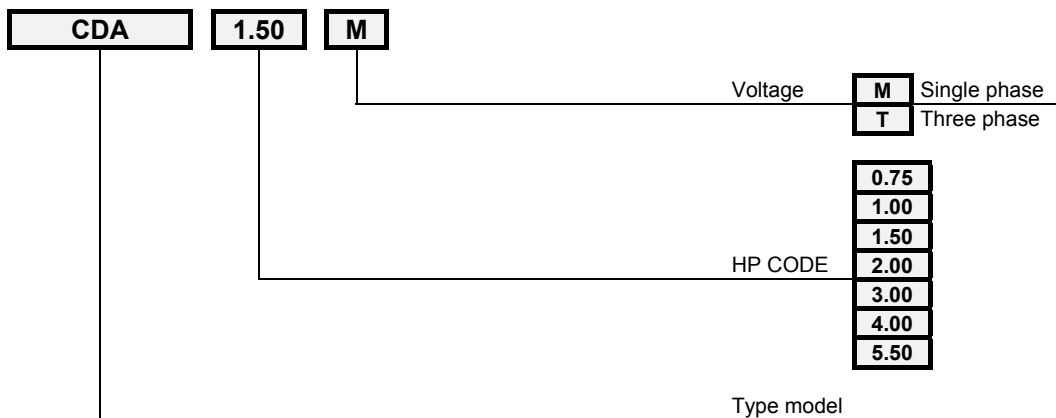 CDA 1.50 M
Voltage M Single phase
T Three phase
0.75
1.00
1.50
HP CODE 2.00
3.00
4.00
5.50
Type model